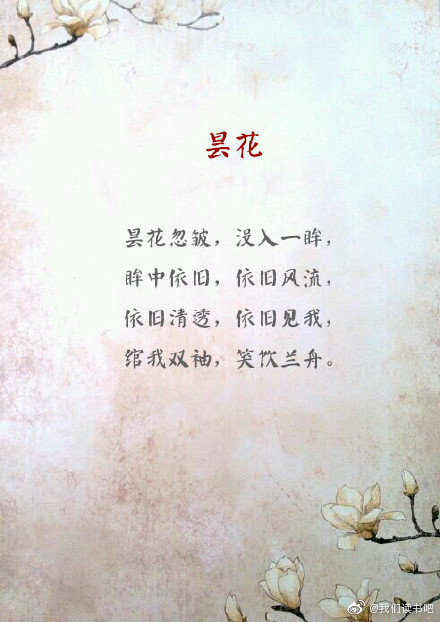 昙花
昙花忽皱，没入一眸，
眸中依旧，依旧风流，
依旧清透，依旧见我，
绾我双袖，笑饮兰舟。
@我们读书吧